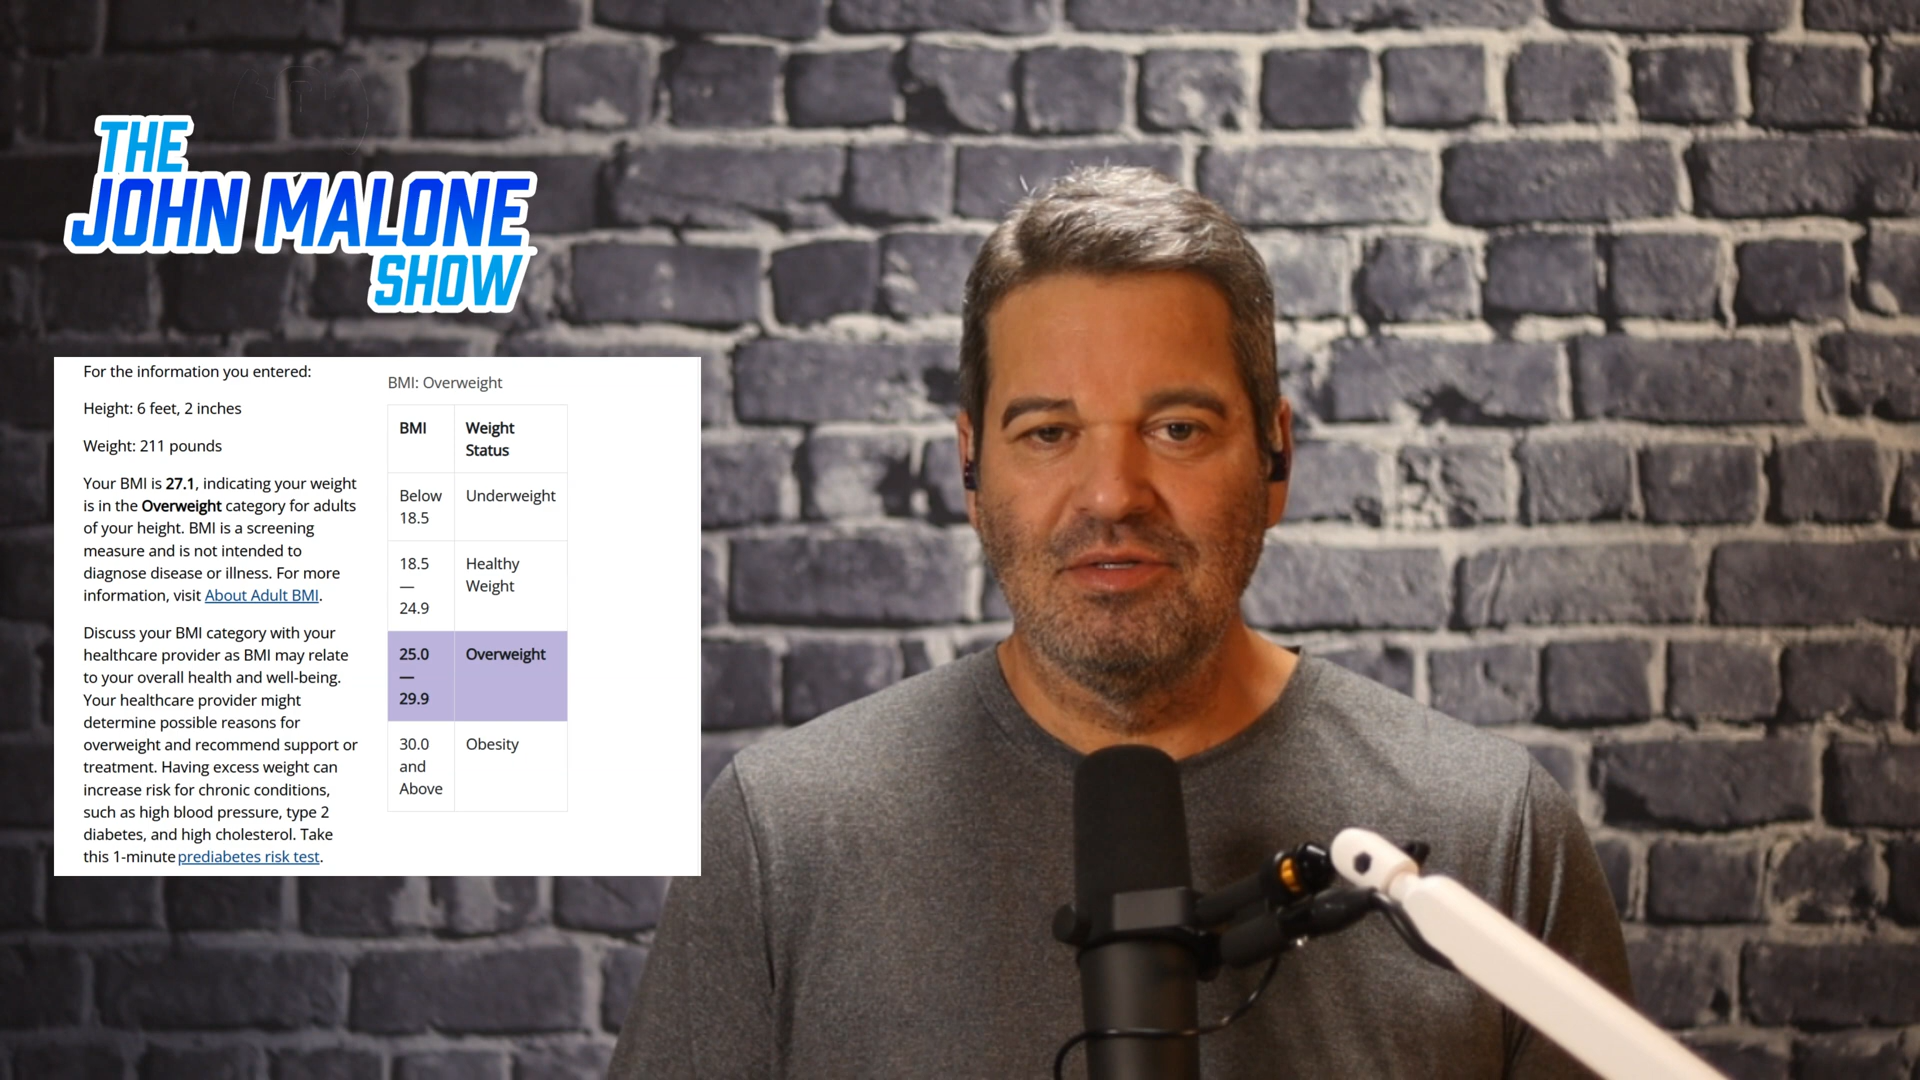 THE
JOHN MALONE
SHOW
For the information you entered:
Height: 6 feet, 2 inches
Weight: 211 pounds
Your BMI is 27.1, indicating your weight
is in the Overweight category for adults
of your height. BMI is a screening
measure and is not intended to
diagnose disease or illness. For more
information, visit About Adult BMI.
Discuss your BMI category with your
healthcare provider as BMI may relate
to your overall health and well-being.
Your healthcare provider might
determine possible reasons for
overweight and recommend support or
treatment. Having excess weight can
increase risk for chronic conditions,
such as high blood pressure, type 2
diabetes, and high cholesterol. Take
this 1-minute prediabetes risk test.
BMI: Overweight
BMI
Weight
Status
Below
18.5
Underweight
18.5
—
24.9
Healthy
Weight
25.0
—
29.9
Overweight
30.0
and
Above
Obesity